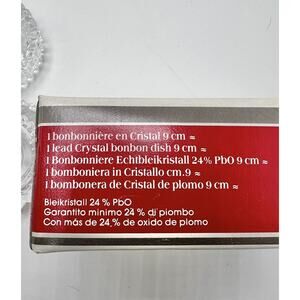 1 bonbonnière en Cristal 9 cm ≈
1 lead Crystal bonbon dish 9 cm ≈
1 Bonbonniere Echtbleikristall 24% PbO 9 cm ≈
1 bomboniera in Cristallo cm.9 ≈
1 bombonera de Cristal de plomo 9 cm ≈
Bleikristall 24 % PbO
Garantito minimo 24 % di piombo
Con más de 24 % de oxido de plomo